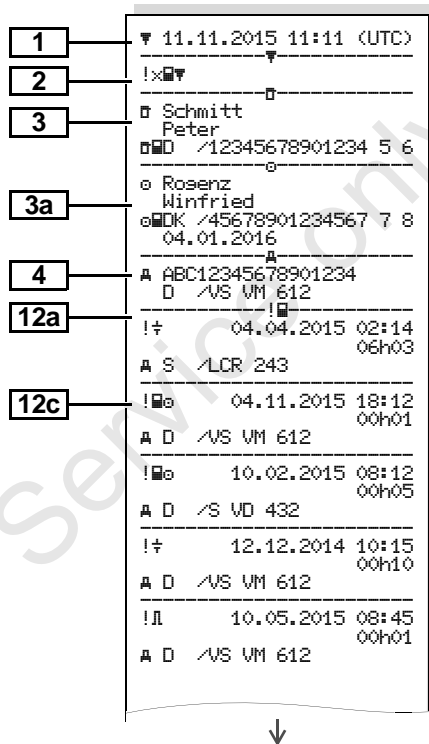 1
▼ 11.11.2015 11:11 (UTC)
2
!x▼
3
Schmitt
Peter
D /12345678901234 5 6
3a
Rogenz
Winfried
DK /45678901234567 7 8
04.01.2016
4
A ABC12345678901234
D /VS VM 612
12a
!÷ 04.04.2015 02:14
06h03
A S /LCR 243
12c
! 04.11.2015 18:12
00h01
A D /VS VM 612
! 10.02.2015 08:12
00h05
A D /S VD 432
!÷ 12.12.2014 10:15
00h10
A D /VS VM 612
!Л 10.05.2015 08:45
00h01
A D /VS VM 612
Service only